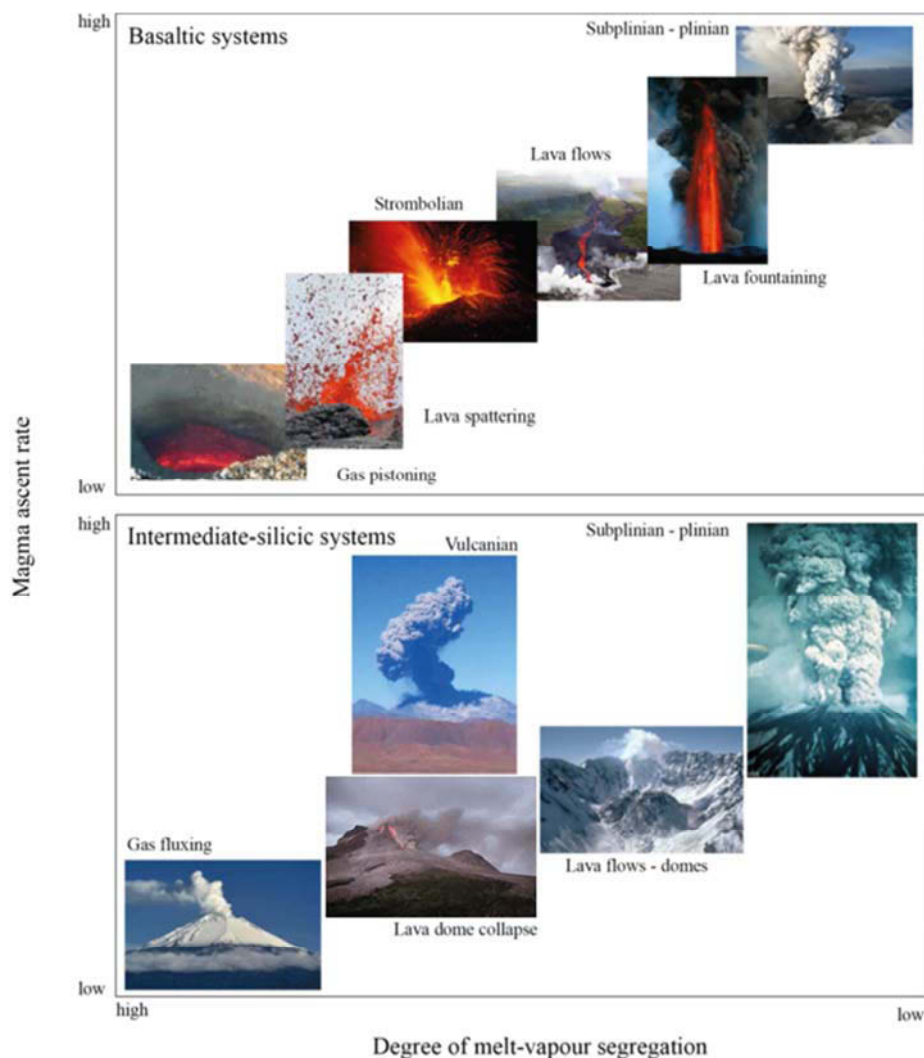 high
Basaltic systems
Subplinian - plinian
Lava flows
Strombolian
Lava fountaining
Lava spattering
Gas pistoning
low
Magma ascent rate
high
Intermediate-silicic systems
Vulcanian
Subplinian - plinian
Gas fluxing
Lava flows - domes
Lava dome collapse
low
high
low
Degree of melt-vapour segregation